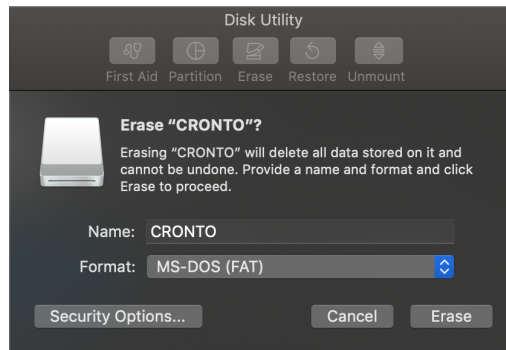 Disk Utility
First Aid Partition Erase Restore Unmount
Erase “CRONTO”?
Erasing “CRONTO” will delete all data stored on it and
cannot be undone. Provide a name and format and click
Erase to proceed.
Name: CRONTO
Format: MS-DOS (FAT)
Security Options... Cancel Erase